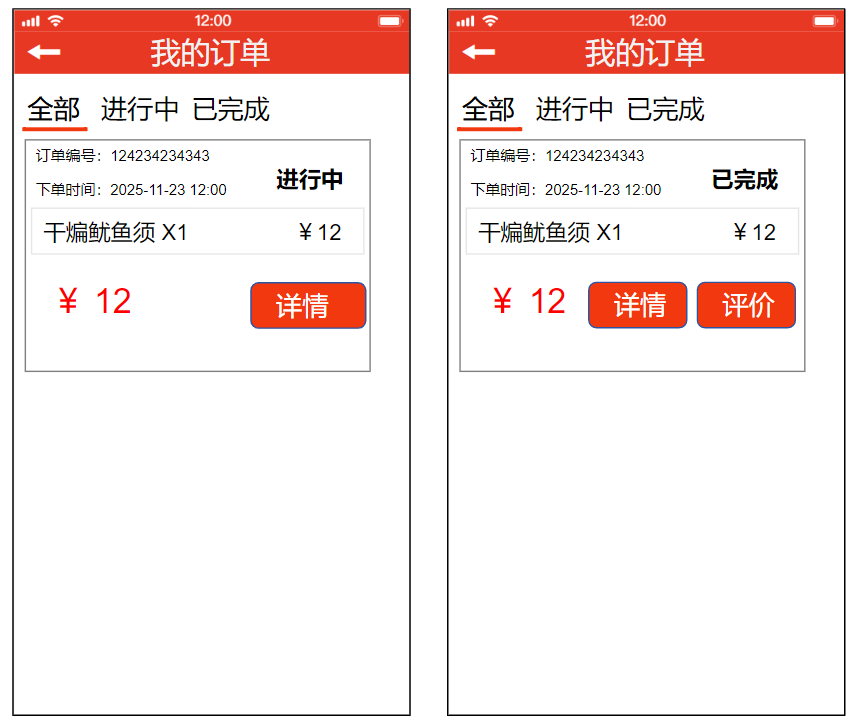 12:00
我的订单
全部 进行中 已完成
订单编号：124234234343
进行中
下单时间：2025-11-23 12:00
干煸鱿鱼须 X1 ￥12
￥ 12 详情
12:00
我的订单
全部 进行中 已完成
订单编号：124234234343
已完成
下单时间：2025-11-23 12:00
干煸鱿鱼须 X1 ￥12
￥ 12 详情 评价